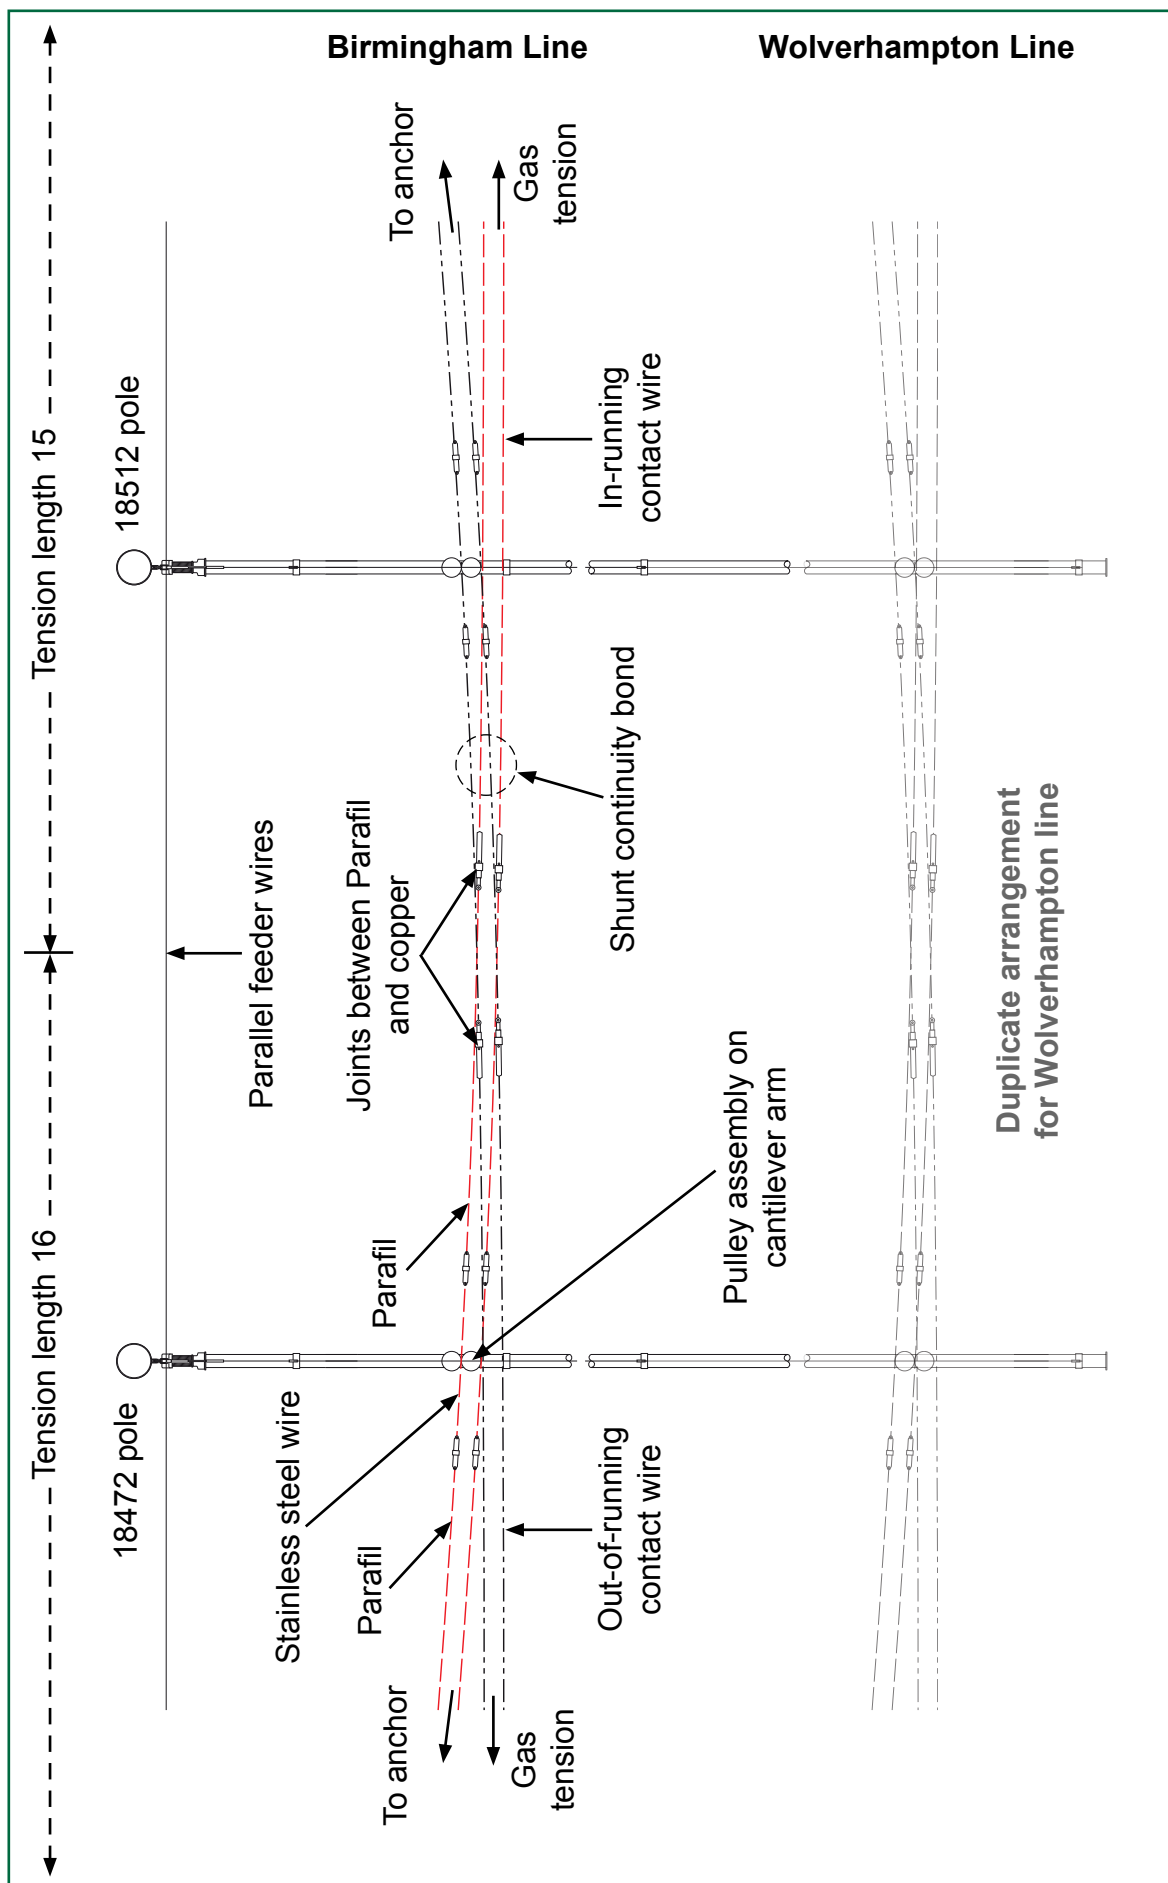 Birmingham Line
Wolverhampton Line
Tension length 16
Tension length 15
18472 pole
18512 pole
Parallel feeder wires
To anchor
Gas
tension
Parafil
Stainless steel wire
Parafil
Joints between Parafil
and copper
To anchor
Gas
tension
Out-of-running
contact wire
Pulley assembly on
cantilever arm
Shunt continuity bond
In-running
contact wire
Duplicate arrangement
for Wolverhampton line